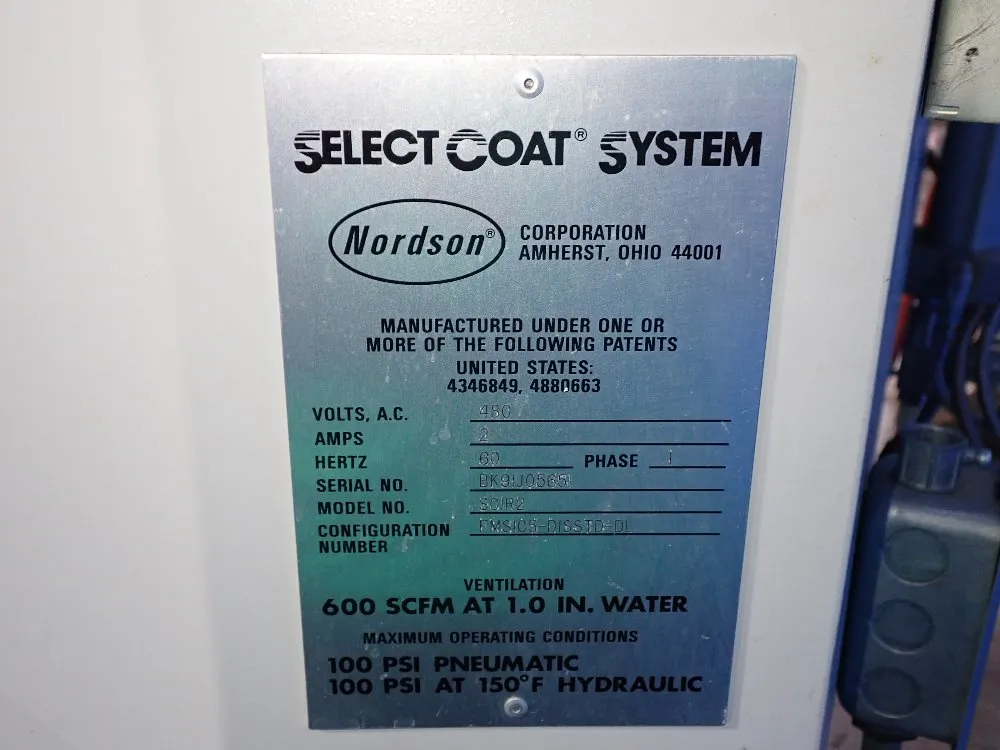 SELECT COAT® SYSTEM
Nordson®
CORPORATION
AMHERST, OHIO 44001
MANUFACTURED UNDER ONE OR
MORE OF THE FOLLOWING PATENTS
UNITED STATES:
4346849, 4880663
VOLTS, A.C. 480
AMPS 2
HERTZ 60 PHASE 1
SERIAL NO.
MODEL NO.
CONFIGURATION
NUMBER
VENTILATION
600 SCFM AT 1.0 IN. WATER
MAXIMUM OPERATING CONDITIONS
100 PSI PNEUMATIC
100 PSI AT 150°F HYDRAULIC